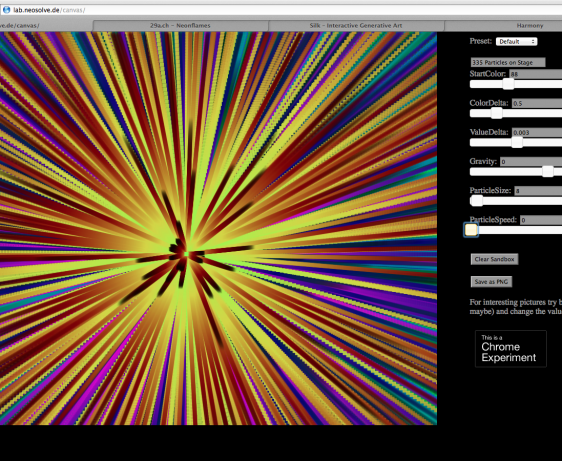 lab.neosolve.de/canvas/
ve.de/canvas/
29a.ch – Neonflames
Silk – Interactive Generative Art
Harmony
Preset: Default
335 Particles on Stage
StartColor: 88
ColorDelta: 0.5
ValueDelta: 0.003
Gravity: 0
ParticleSize: 8
ParticleSpeed: 0
Clear Sandbox
Save as PNG
For interesting pictures try b
maybe) and change the valu
This is a
Chrome
Experiment